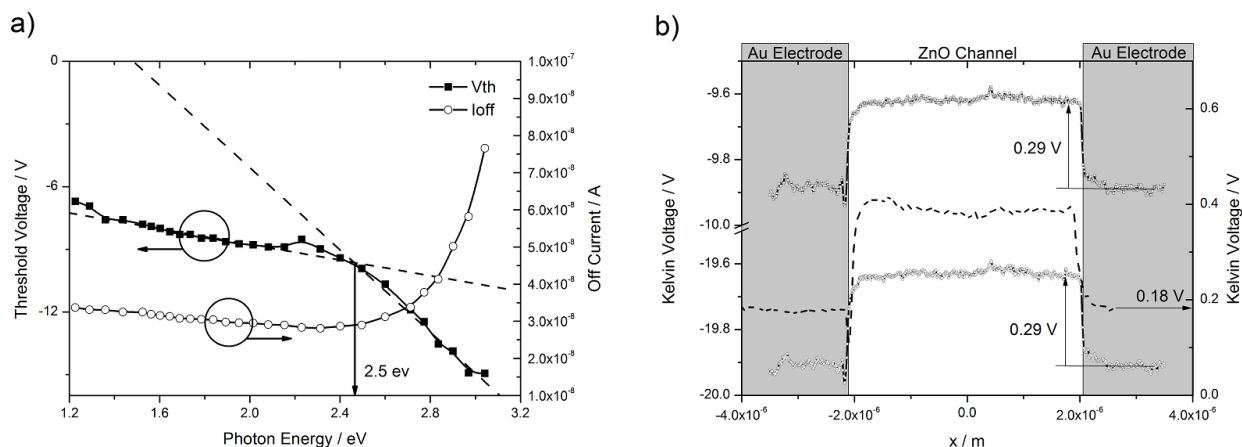 a)
0
-6
-12
Threshold Voltage / V
1.2
1.6
2.0
2.4
2.8
3.2
Photon Energy / eV
Vth
Ioff
2.5 ev
1.0x10⁻⁷
9.0x10⁻⁸
8.0x10⁻⁸
7.0x10⁻⁸
6.0x10⁻⁸
5.0x10⁻⁸
4.0x10⁻⁸
3.0x10⁻⁸
2.0x10⁻⁸
1.0x10⁻⁸
Off Current / A
b)
Au Electrode
ZnO Channel
Au Electrode
-9.6
-9.8
-10.0
-19.6
-19.8
-20.0
Kelvin Voltage / V
0.29 V
0.29 V
0.18 V
0.6
0.4
0.2
0.0
Kelvin Voltage / V
-4.0x10⁻⁶
-2.0x10⁻⁶
0.0
2.0x10⁻⁶
4.0x10⁻⁶
x / m